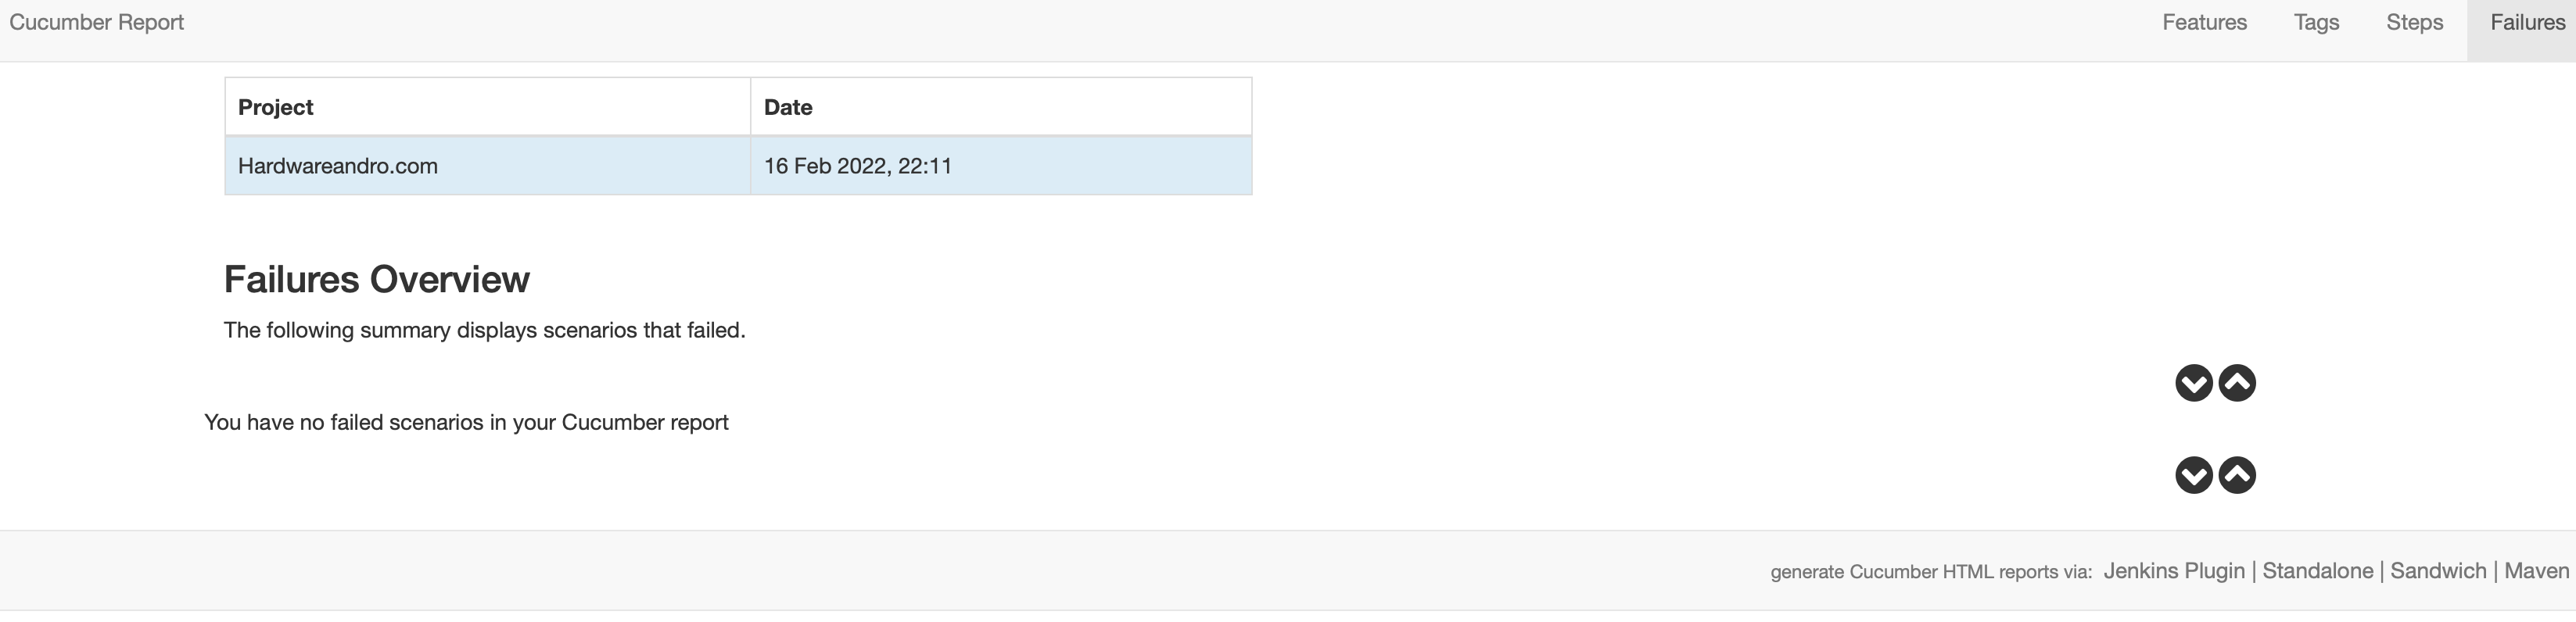 Cucumber Report
Features Tags Steps Failures
Project Date
Hardwareandro.com 16 Feb 2022, 22:11
Failures Overview
The following summary displays scenarios that failed.
You have no failed scenarios in your Cucumber report
generate Cucumber HTML reports via: Jenkins Plugin | Standalone | Sandwich | Maven